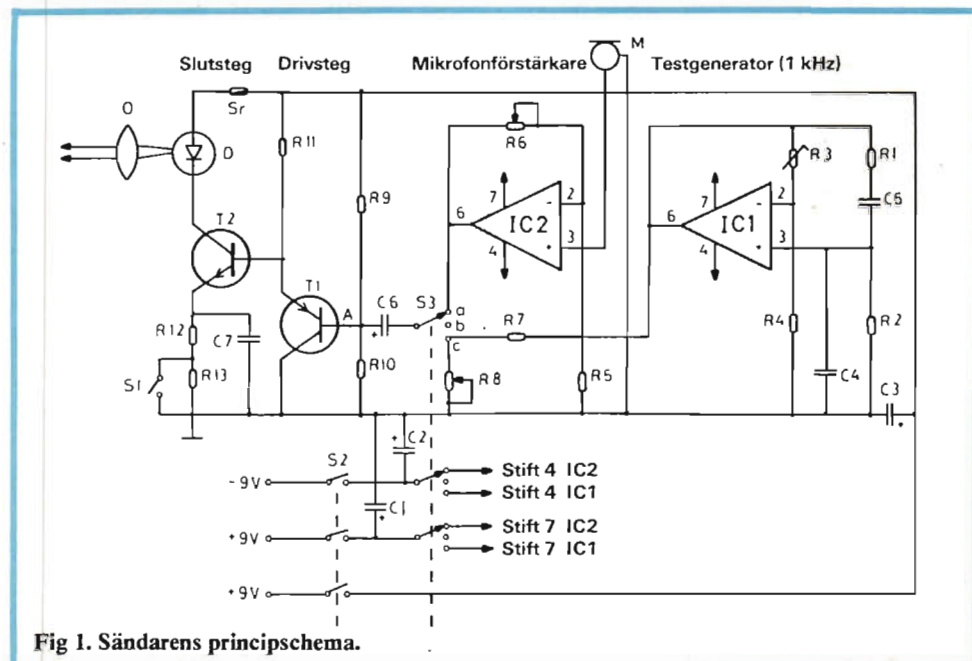 Slutsteg Drivsteg Mikrofonförstärkare M Testgenerator (1 kHz)
O
Sr
D
R11
R6
R3
R1
R9
7
2
-
6
IC2
3
+
4
7
2
-
6
IC1
3
+
4
C5
T2
T1
A
C6
S3
a
b
c
R7
R4
R2
R12
C7
R10
R8
R5
C4
C3
+
S1
R13
+
C2
+
S2
-9V
Stift 4 IC2
Stift 4 IC1
C1
+
+9V
Stift 7 IC2
Stift 7 IC1
+9V
Fig 1. Sändarens principschema.